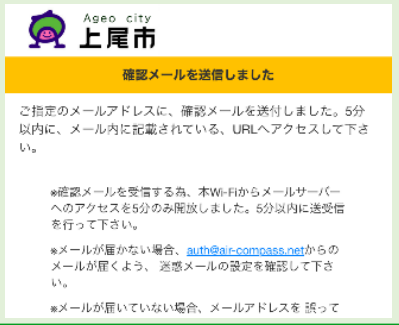 Ageo city
上尾市
確認メールを送信しました
ご指定のメールアドレスに、確認メールを送付しました。5分
以内に、メール内に記載されている、URLへアクセスして下さ
い。
※確認メールを受信する為、本Wi-Fiからメールサーバー
へのアクセスを5分のみ開放しました。5分以内に送受信
を行って下さい。
※メールが届かない場合、auth@air-compass.netからの
メールが届くよう、 迷惑メールの設定を確認して下さ
い。
※メールが届いていない場合、メールアドレスを 誤って